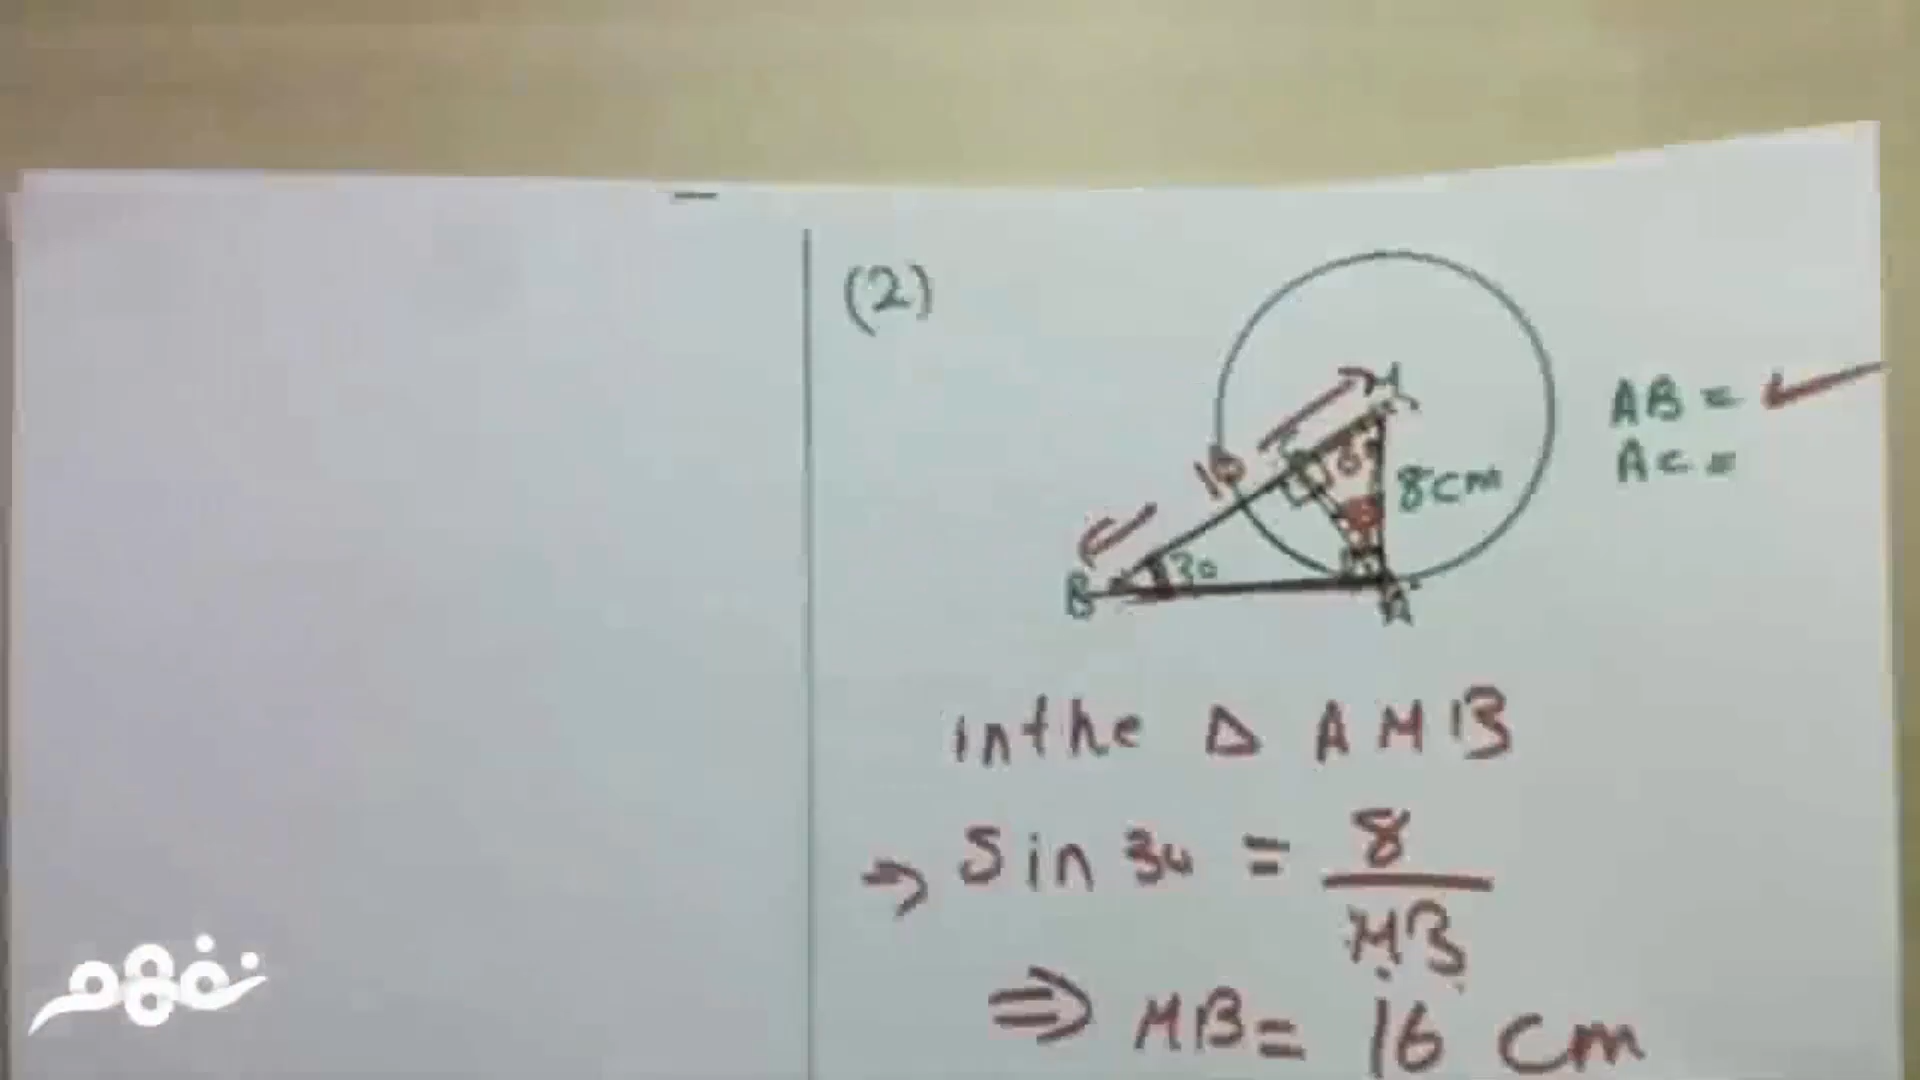 (2)
M
AB =
AC =
16
8cm
B
30
A
in the Δ AMB
Sin 30 = 8
MB
⇒ MB = 16 cm
نفهم